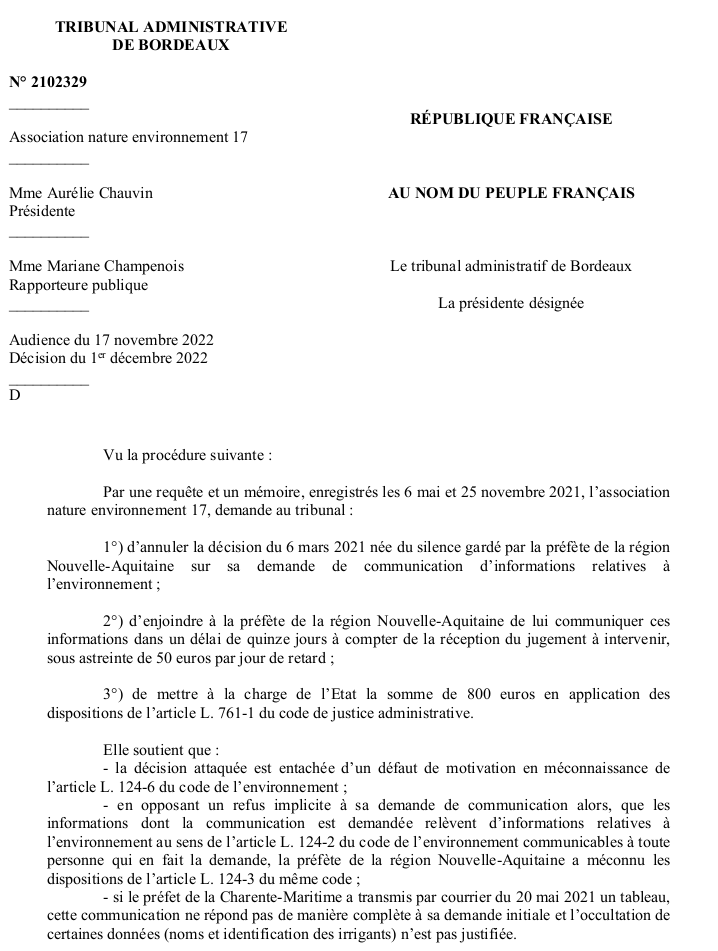 TRIBUNAL ADMINISTRATIVE
DE BORDEAUX
N° 2102329
__________
Association nature environnement 17
__________
Mme Aurélie Chauvin
Présidente
__________
Mme Mariane Champenois
Rapporteure publique
__________
Audience du 17 novembre 2022
Décision du 1er décembre 2022
__________
D
RÉPUBLIQUE FRANÇAISE
AU NOM DU PEUPLE FRANÇAIS
Le tribunal administratif de Bordeaux
La présidente désignée
Vu la procédure suivante :
Par une requête et un mémoire, enregistrés les 6 mai et 25 novembre 2021, l’association
nature environnement 17, demande au tribunal :
1°) d’annuler la décision du 6 mars 2021 née du silence gardé par la préfète de la région
Nouvelle-Aquitaine sur sa demande de communication d’informations relatives à
l’environnement ;
2°) d’enjoindre à la préfète de la région Nouvelle-Aquitaine de lui communiquer ces
informations dans un délai de quinze jours à compter de la réception du jugement à intervenir,
sous astreinte de 50 euros par jour de retard ;
3°) de mettre à la charge de l’Etat la somme de 800 euros en application des
dispositions de l’article L. 761-1 du code de justice administrative.
Elle soutient que :
- la décision attaquée est entachée d’un défaut de motivation en méconnaissance de
l’article L. 124-6 du code de l’environnement ;
- en opposant un refus implicite à sa demande de communication alors, que les
informations dont la communication est demandée relèvent d’informations relatives à
l’environnement au sens de l’article L. 124-2 du code de l’environnement communicables à toute
personne qui en fait la demande, la préfète de la région Nouvelle-Aquitaine a méconnu les
dispositions de l’article L. 124-3 du même code ;
- si le préfet de la Charente-Maritime a transmis par courrier du 20 mai 2021 un tableau,
cette communication ne répond pas de manière complète à sa demande initiale et l’occultation de
certaines données (noms et identification des irrigants) n’est pas justifiée.